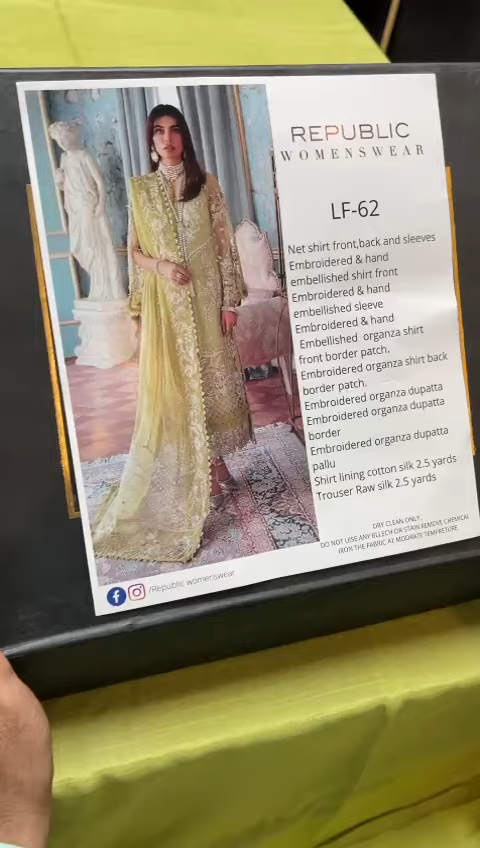 REPUBLIC
WOMENSWEAR
LF-62
Net shirt front,back and sleeves
Embroidered & hand
embellished shirt front
Embroidered & hand
embellished sleeve
Embroidered & hand
Embellished organza shirt
front border patch.
Embroidered organza shirt back
border patch.
Embroidered organza dupatta
Embroidered organza dupatta
border
Embroidered organza dupatta
pallu
Shirt lining cotton silk 2.5 yards
Trouser Raw silk 2.5 yards
DRY CLEAN ONLY,
DO NOT USE ANY BLLECH OR STAIN REMOVE CHEMICAL
IRON THE FABRIC AT MODRATE TEMPRETURE
/Republic womenswear